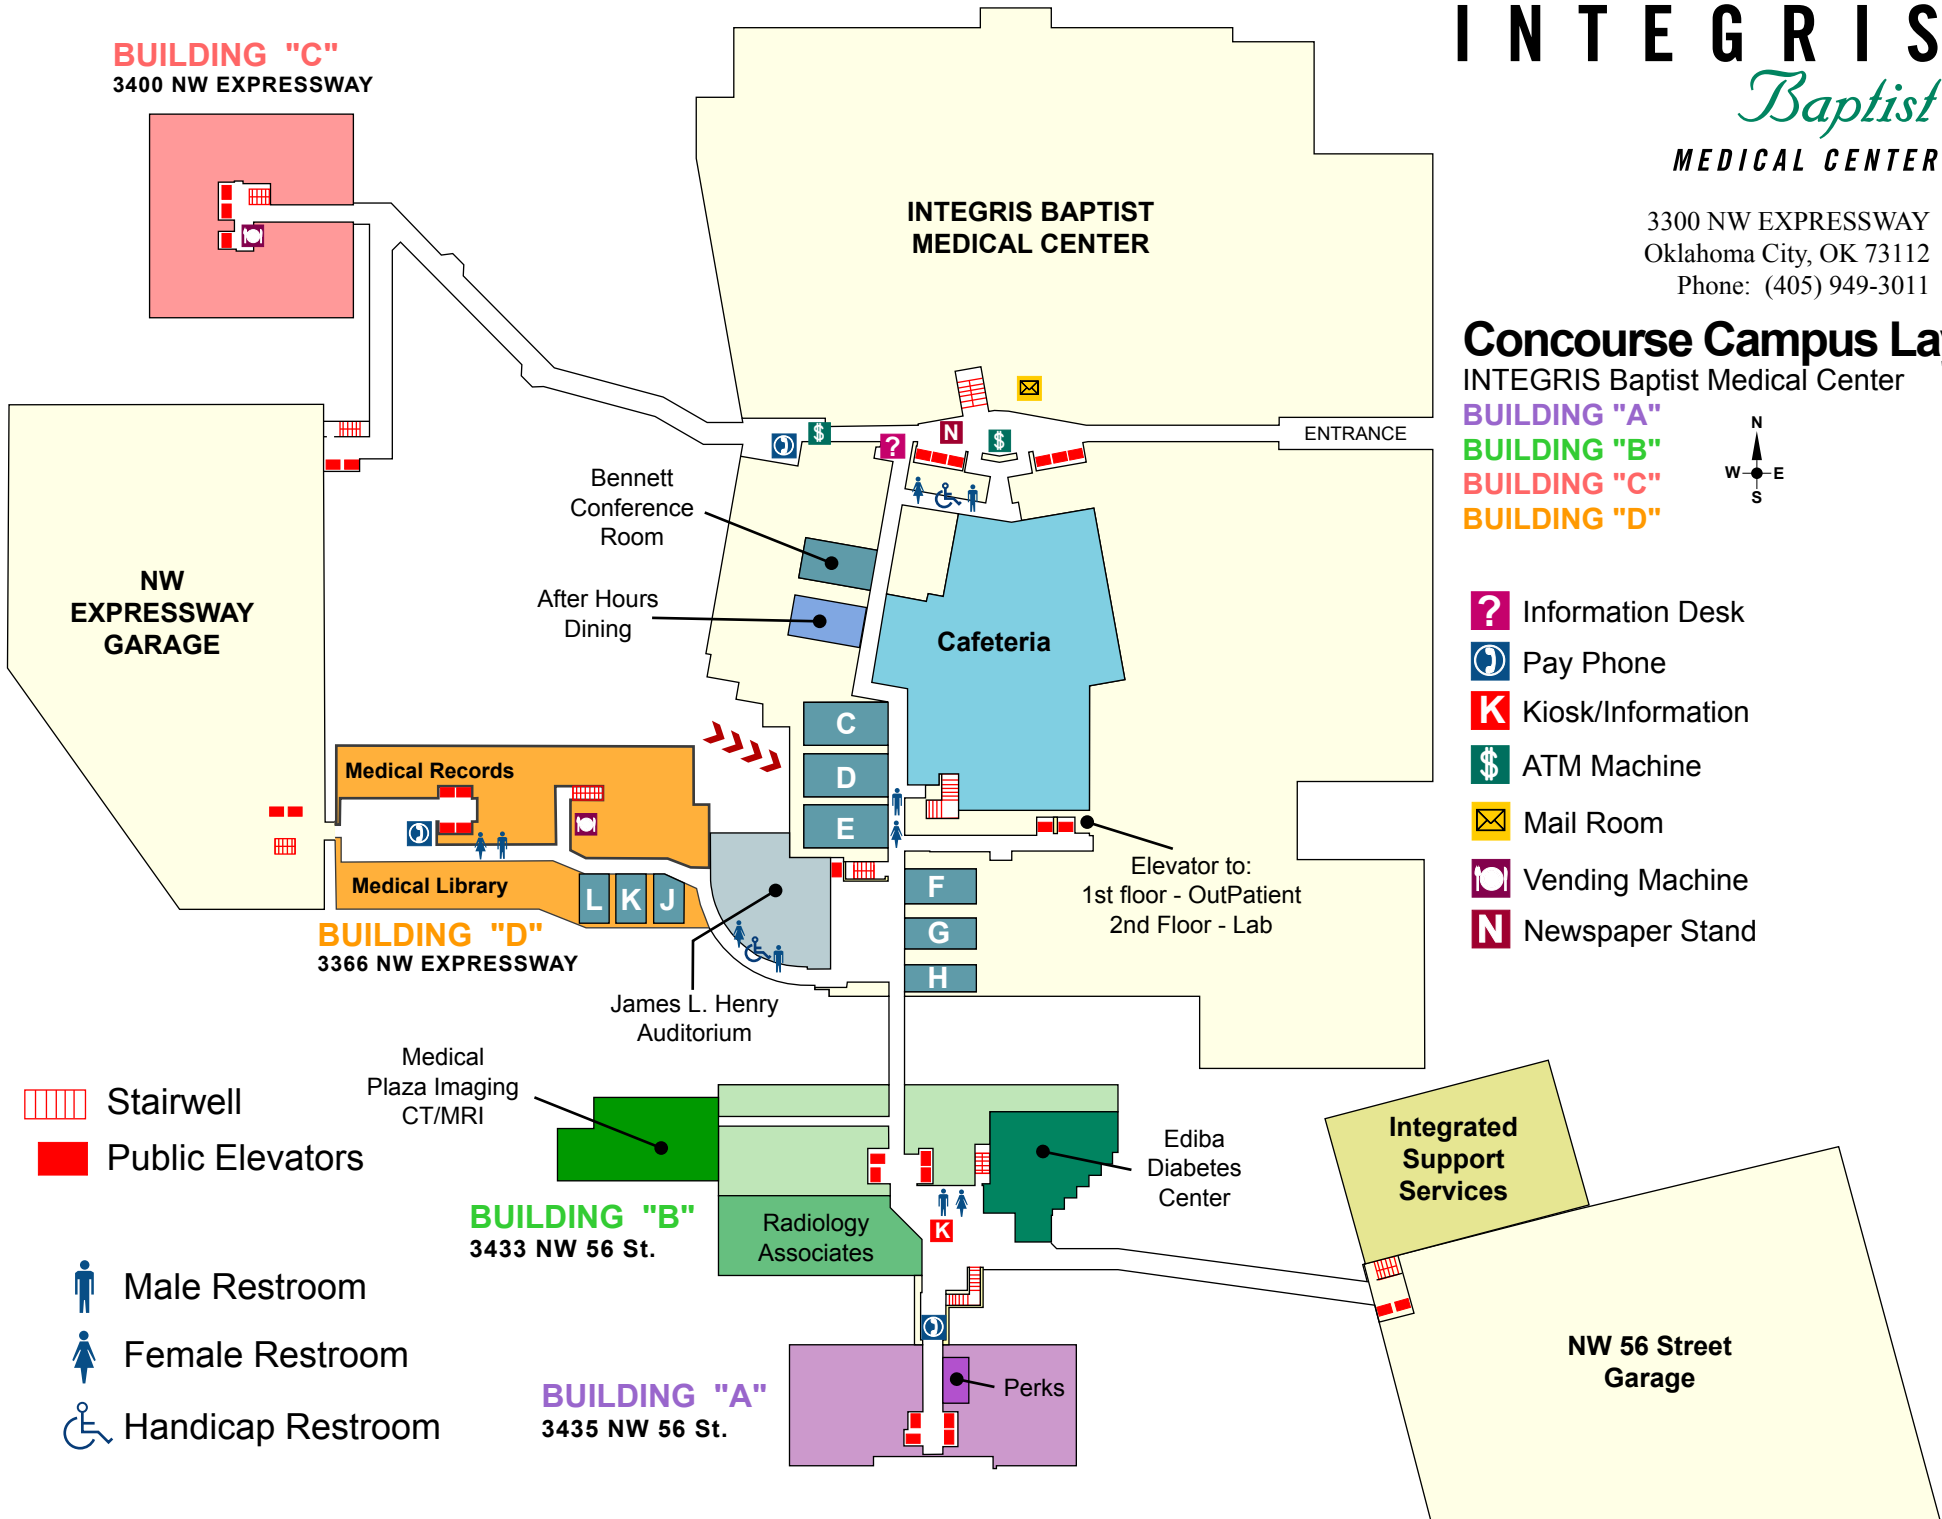 INTEGRIS
Baptist
MEDICAL CENTER
3300 NW EXPRESSWAY
Oklahoma City, OK 73112
Phone: (405) 949-3011
Concourse Campus Lay
INTEGRIS Baptist Medical Center
BUILDING "A"
BUILDING "B"
BUILDING "C"
BUILDING "D"
N
W E
S
? Information Desk
Pay Phone
K Kiosk/Information
$ ATM Machine
Mail Room
Vending Machine
N Newspaper Stand
BUILDING "C"
3400 NW EXPRESSWAY
INTEGRIS BAPTIST
MEDICAL CENTER
$
?
N
$
ENTRANCE
Bennett
Conference
Room
After Hours
Dining
Cafeteria
NW
EXPRESSWAY
GARAGE
C
D
E
F
G
H
Medical Records
Medical Library
L K J
BUILDING "D"
3366 NW EXPRESSWAY
Elevator to:
1st floor - OutPatient
2nd Floor - Lab
James L. Henry
Auditorium
Medical
Plaza Imaging
CT/MRI
Stairwell
Public Elevators
Male Restroom
Female Restroom
Handicap Restroom
BUILDING "B"
3433 NW 56 St.
Radiology
Associates
K
Ediba
Diabetes
Center
Integrated
Support
Services
NW 56 Street
Garage
BUILDING "A"
3435 NW 56 St.
Perks